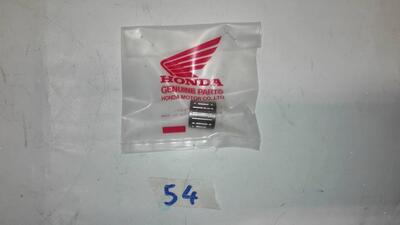 HONDA
GENUINE PARTS
HONDA MOTOR CO.,LTD.
54